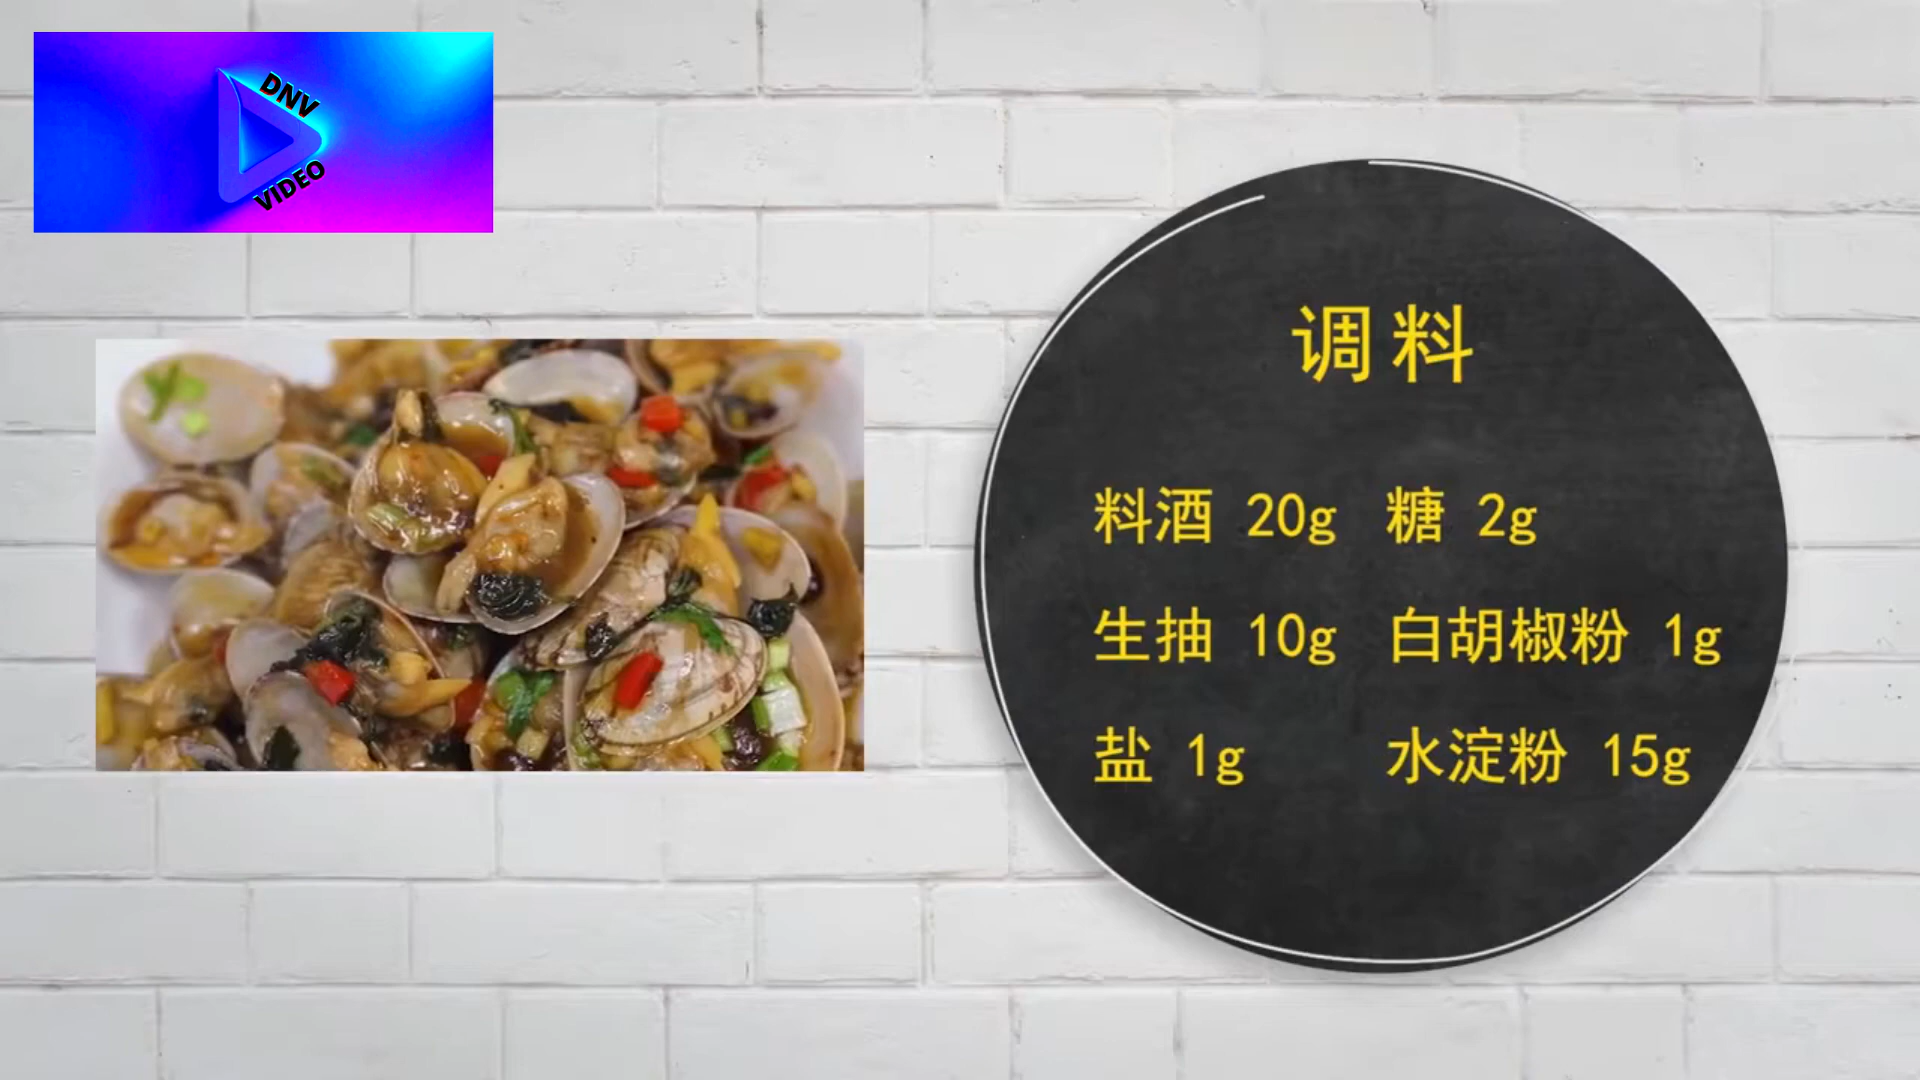 DNV
VIDEO
调料
料酒 20g 糖 2g
生抽 10g 白胡椒粉 1g
盐 1g 水淀粉 15g